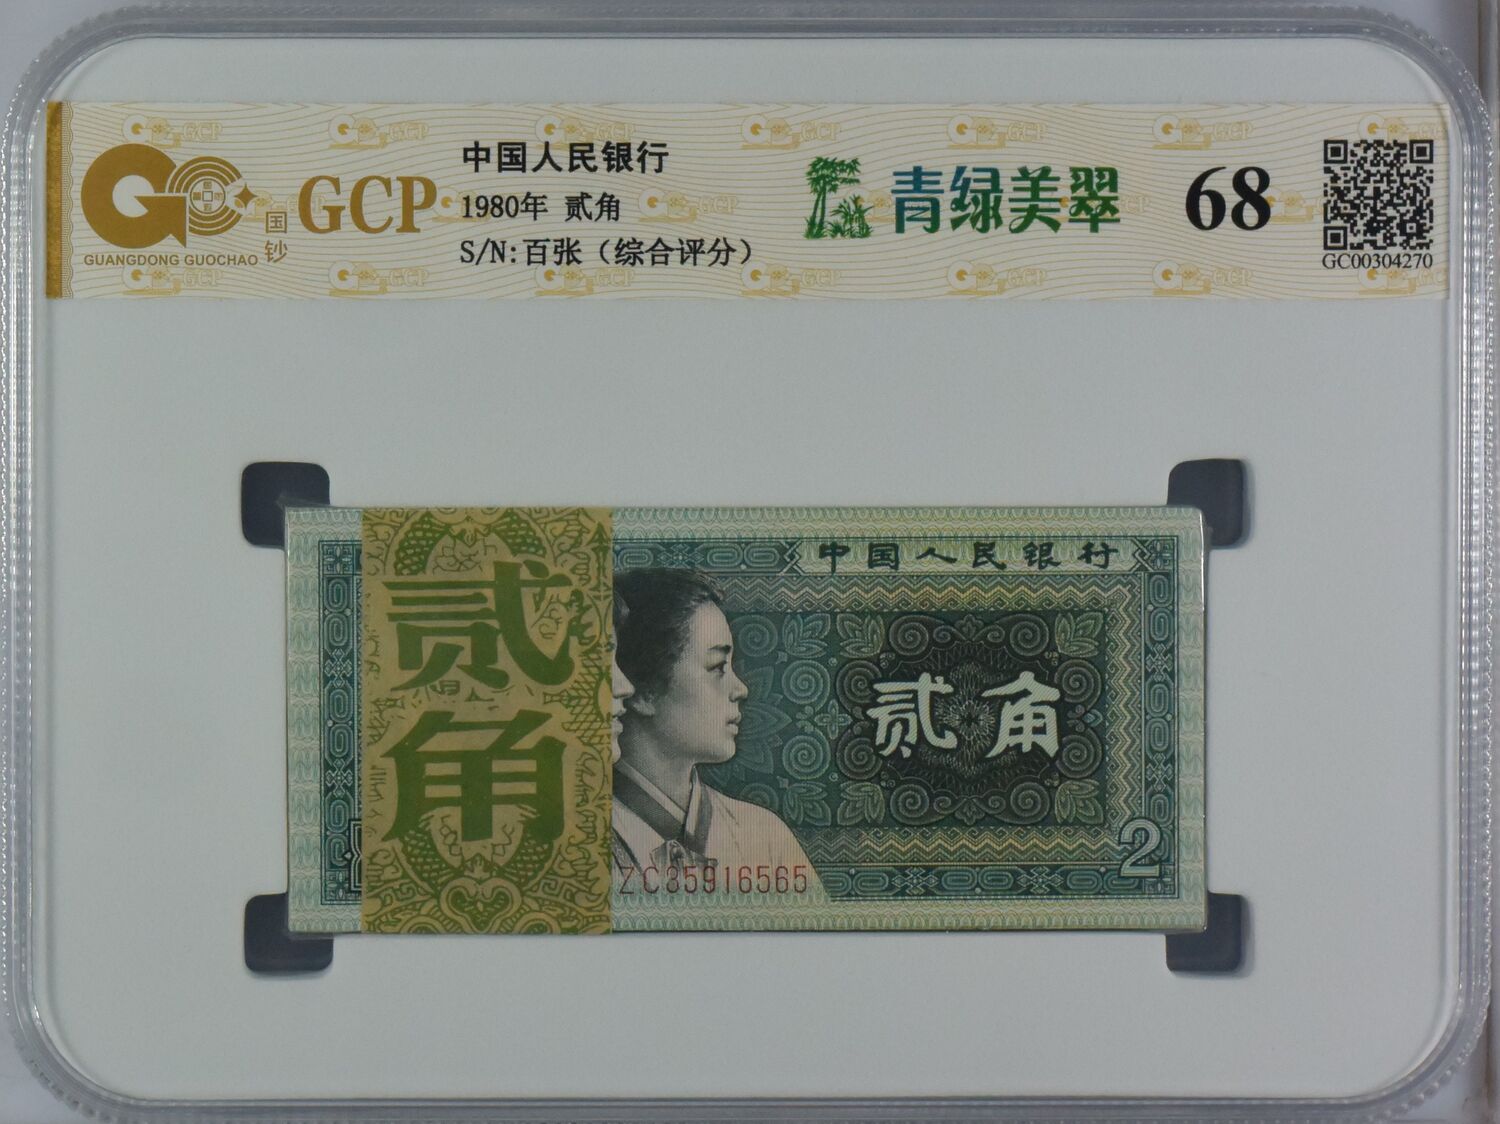 GCP
国
钞
GUANGDONG GUOCHAO
中国人民银行
1980年 贰角
S/N:百张（综合评分）
青绿美翠
68
GC00304270
中国人民银行
贰角
贰角
ZC35916565
2